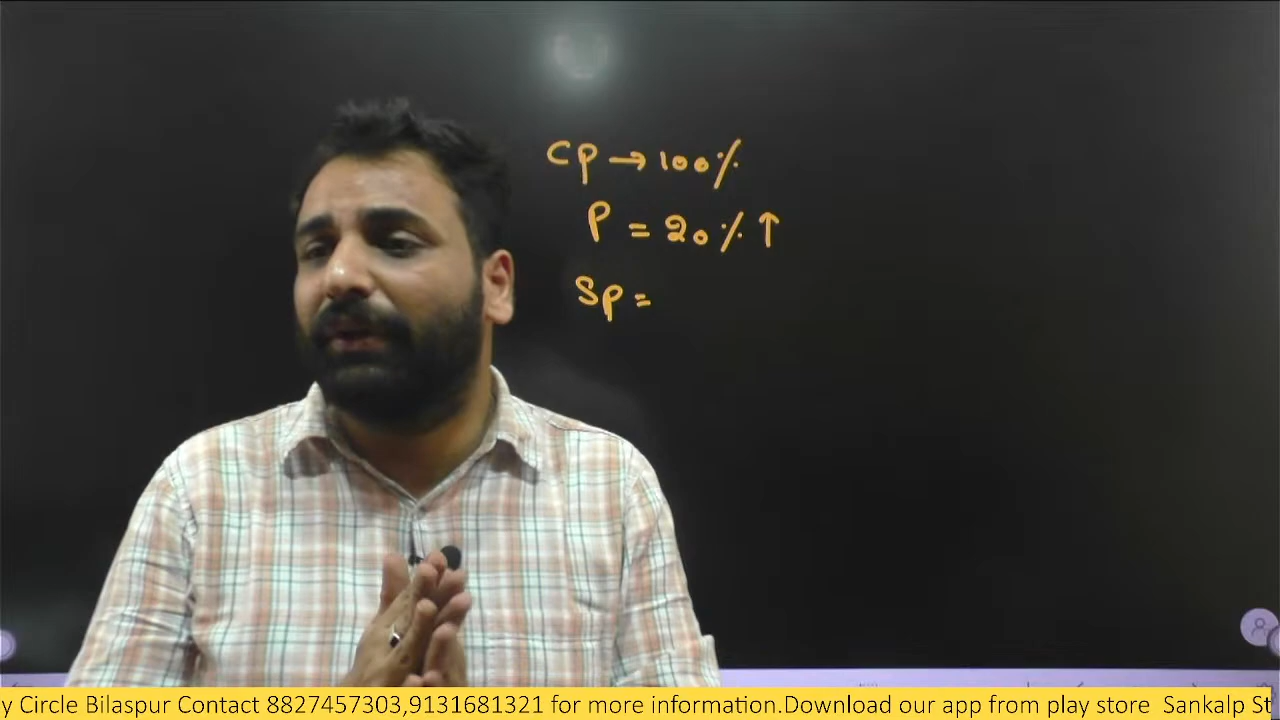 CP → 100%
P = 20% ↑
SP =
y Circle Bilaspur Contact 8827457303,9131681321 for more information.Download our app from play store Sankalp St